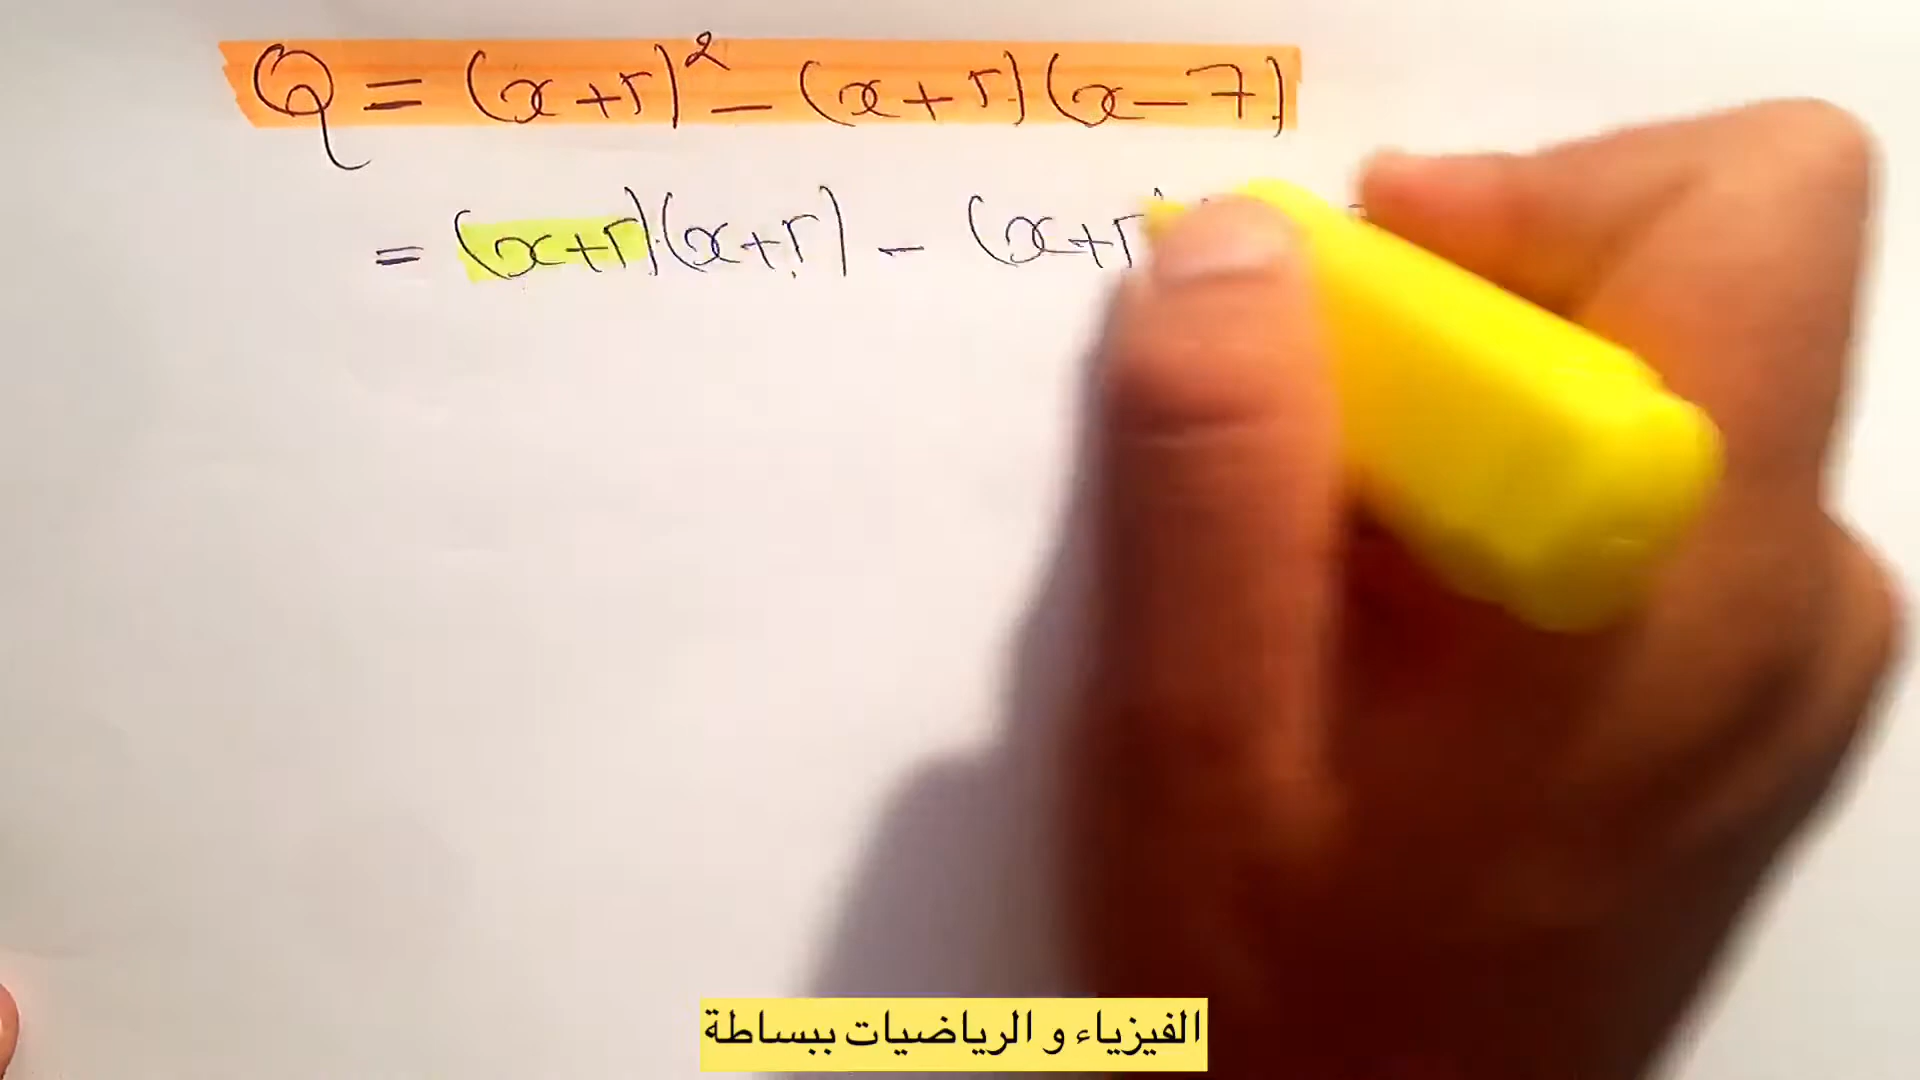 Q = (x+5)² - (x+5)(x-7)
= (x+5)(x+5) - (x+5
الفيزياء و الرياضيات ببساطة